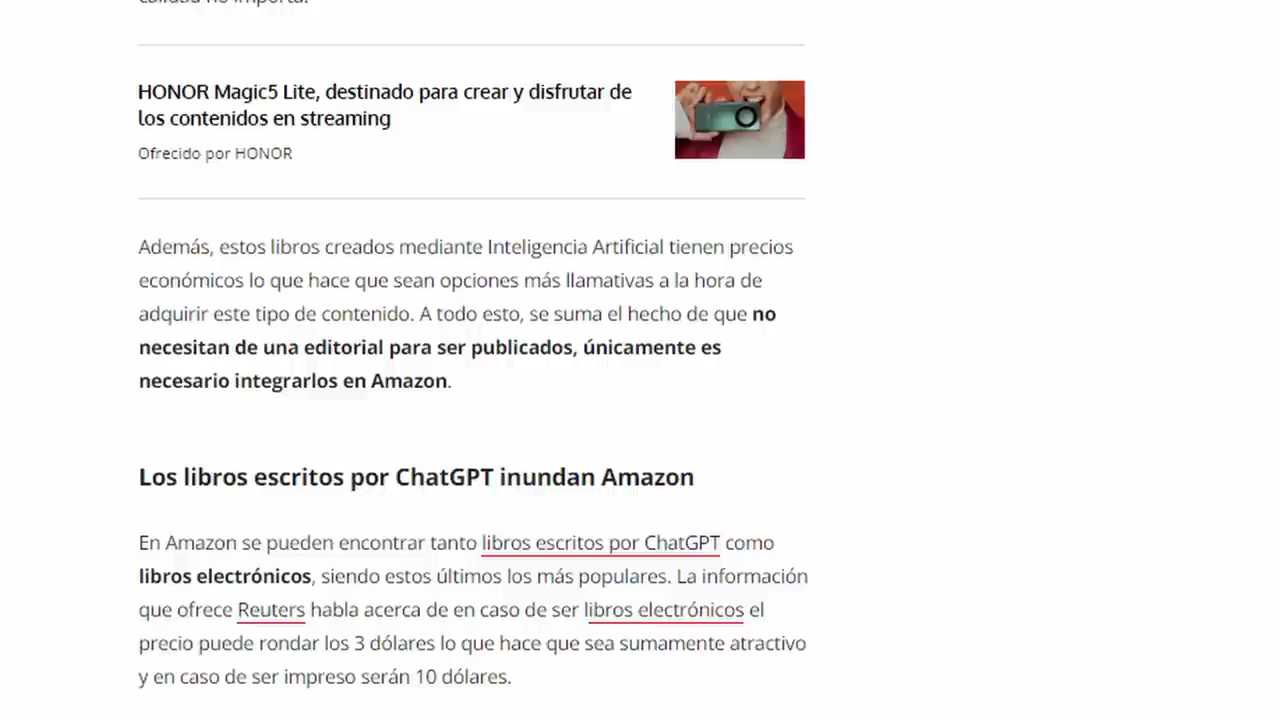 calidad no importa.
HONOR Magic5 Lite, destinado para crear y disfrutar de
los contenidos en streaming
Ofrecido por HONOR
Además, estos libros creados mediante Inteligencia Artificial tienen precios
económicos lo que hace que sean opciones más llamativas a la hora de
adquirir este tipo de contenido. A todo esto, se suma el hecho de que no
necesitan de una editorial para ser publicados, únicamente es
necesario integrarlos en Amazon.
Los libros escritos por ChatGPT inundan Amazon
En Amazon se pueden encontrar tanto libros escritos por ChatGPT como
libros electrónicos, siendo estos últimos los más populares. La información
que ofrece Reuters habla acerca de en caso de ser libros electrónicos el
precio puede rondar los 3 dólares lo que hace que sea sumamente atractivo
y en caso de ser impreso serán 10 dólares.